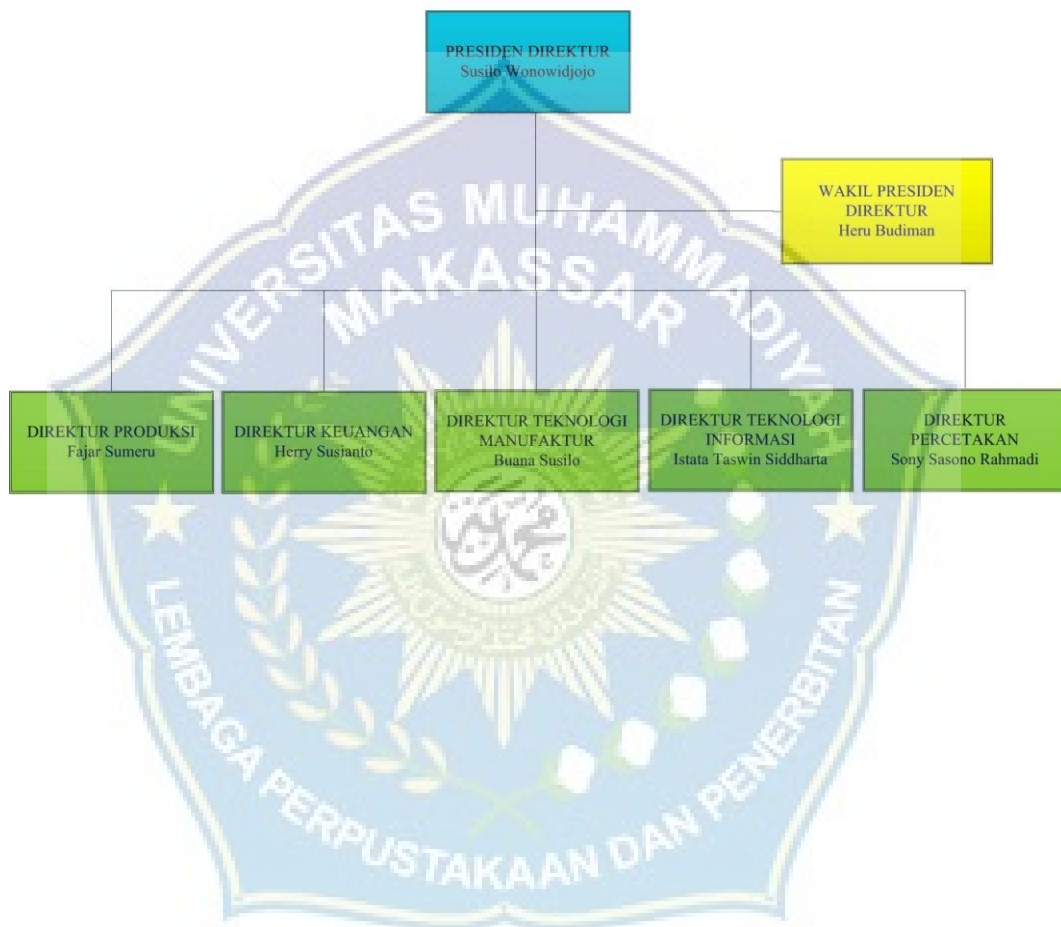 PRESIDEN DIREKTUR
Susilo Wonowidjojo
WAKIL PRESIDEN
DIREKTUR
Heru Budiman
UNIVERSITAS MUHAMMADIYAH
MAKASSAR
DIREKTUR PRODUKSI
Fajar Sumeru
DIREKTUR KEUANGAN
Herry Susianto
DIREKTUR TEKNOLOGI
MANUFAKTUR
Buana Susilo
DIREKTUR TEKNOLOGI
INFORMASI
Istata Taswin Siddharta
DIREKTUR
PERCETAKAN
Sony Sasono Rahmadi
محمد
LEMBAGA PERPUSTAKAAN DAN PENERBITAN